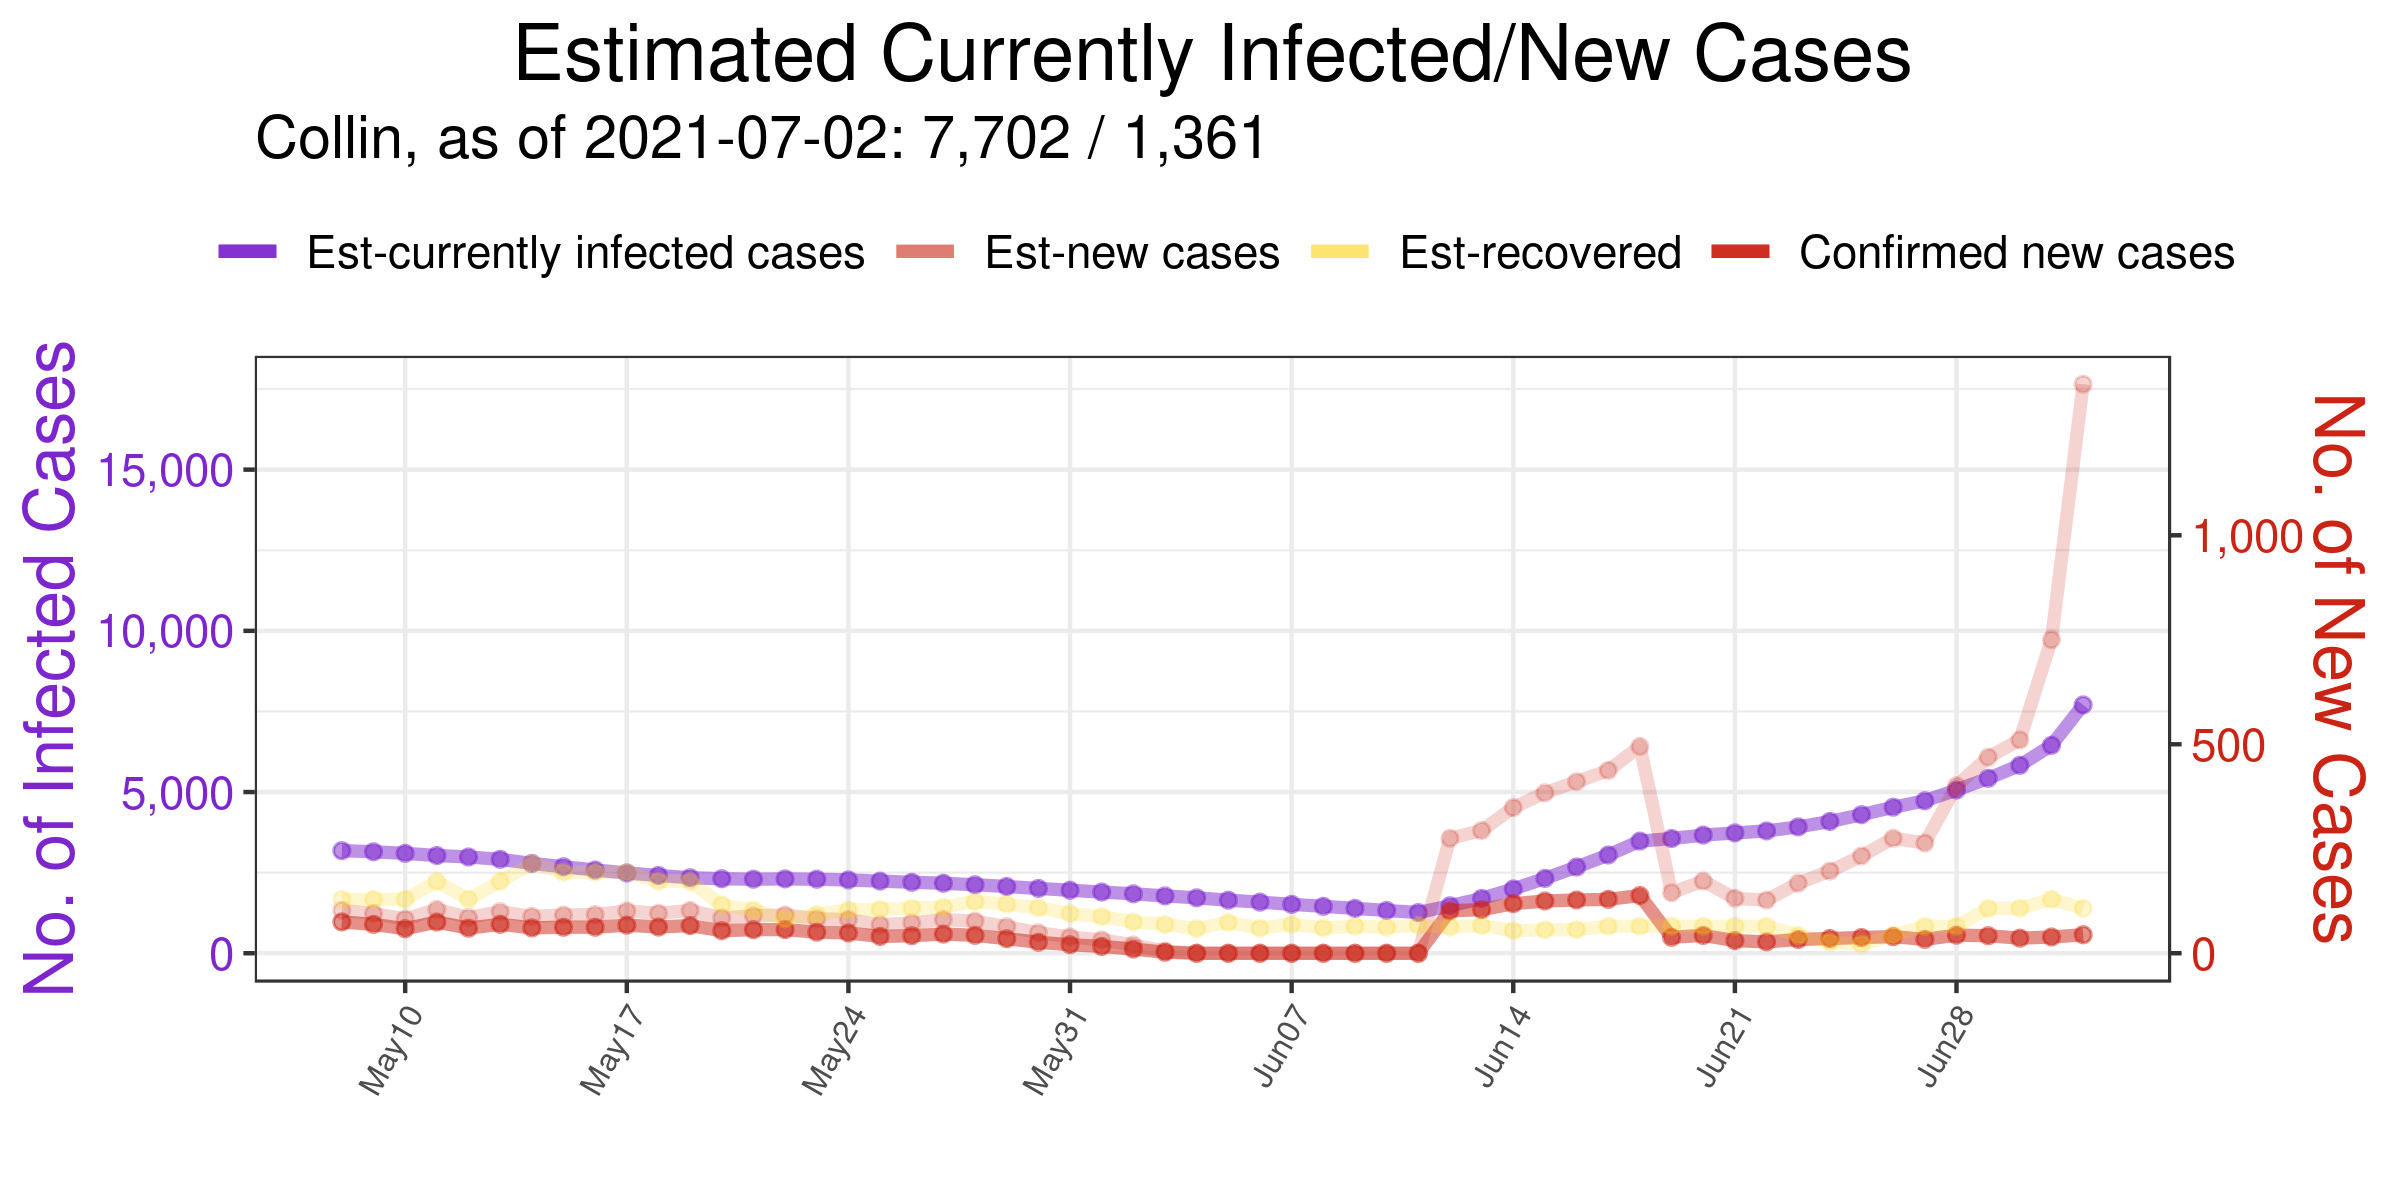 Estimated Currently Infected/New Cases
Collin, as of 2021-07-02: 7,702 / 1,361
Est-currently infected cases Est-new cases Est-recovered Confirmed new cases
No. of Infected Cases
15,000
10,000
5,000
0
1,000
500
0
No. of New Cases
May10 May17 May24 May31 Jun07 Jun14 Jun21 Jun28